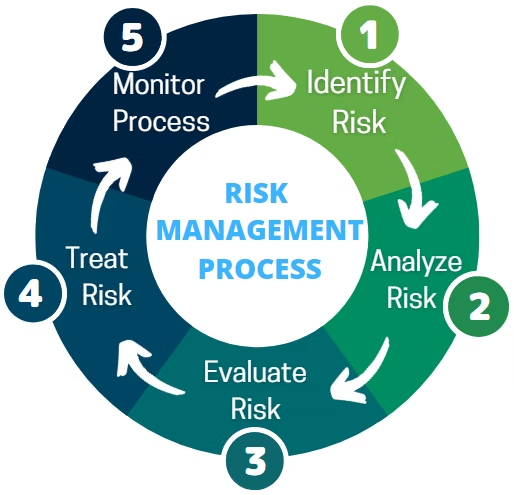 RISK
MANAGEMENT
PROCESS
1
Identify
Risk
2
Analyze
Risk
3
Evaluate
Risk
4
Treat
Risk
5
Monitor
Process